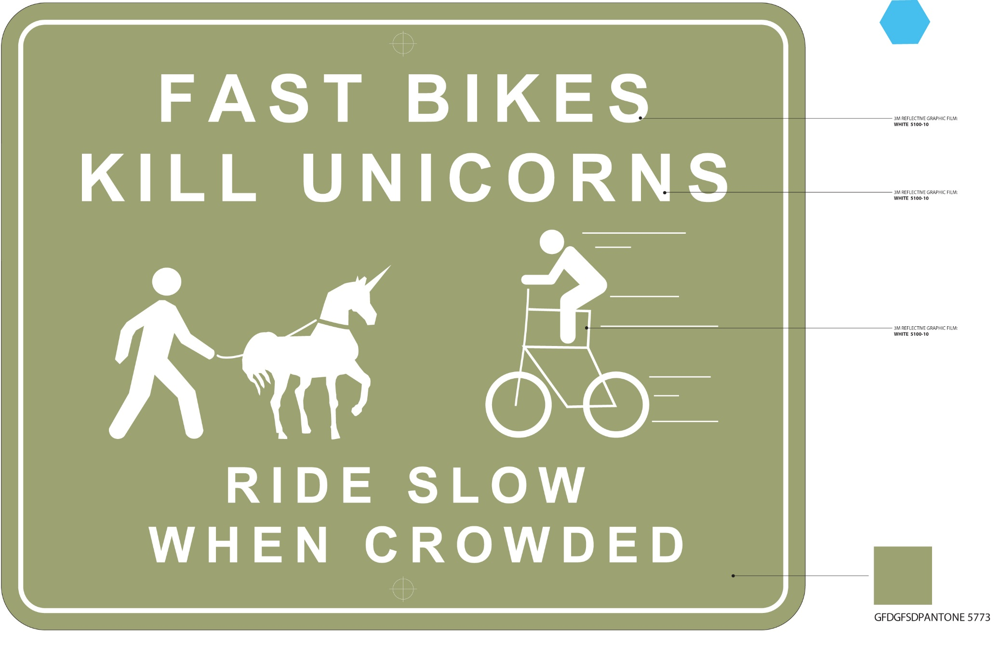 FAST BIKES
KILL UNICORNS
RIDE SLOW
WHEN CROWDED
3M REFLECTIVE GRAPHIC FILM:
WHITE 5100-10
3M REFLECTIVE GRAPHIC FILM:
WHITE 5100-10
3M REFLECTIVE GRAPHIC FILM:
WHITE 5100-10
GFDGFSDPANTONE 5773